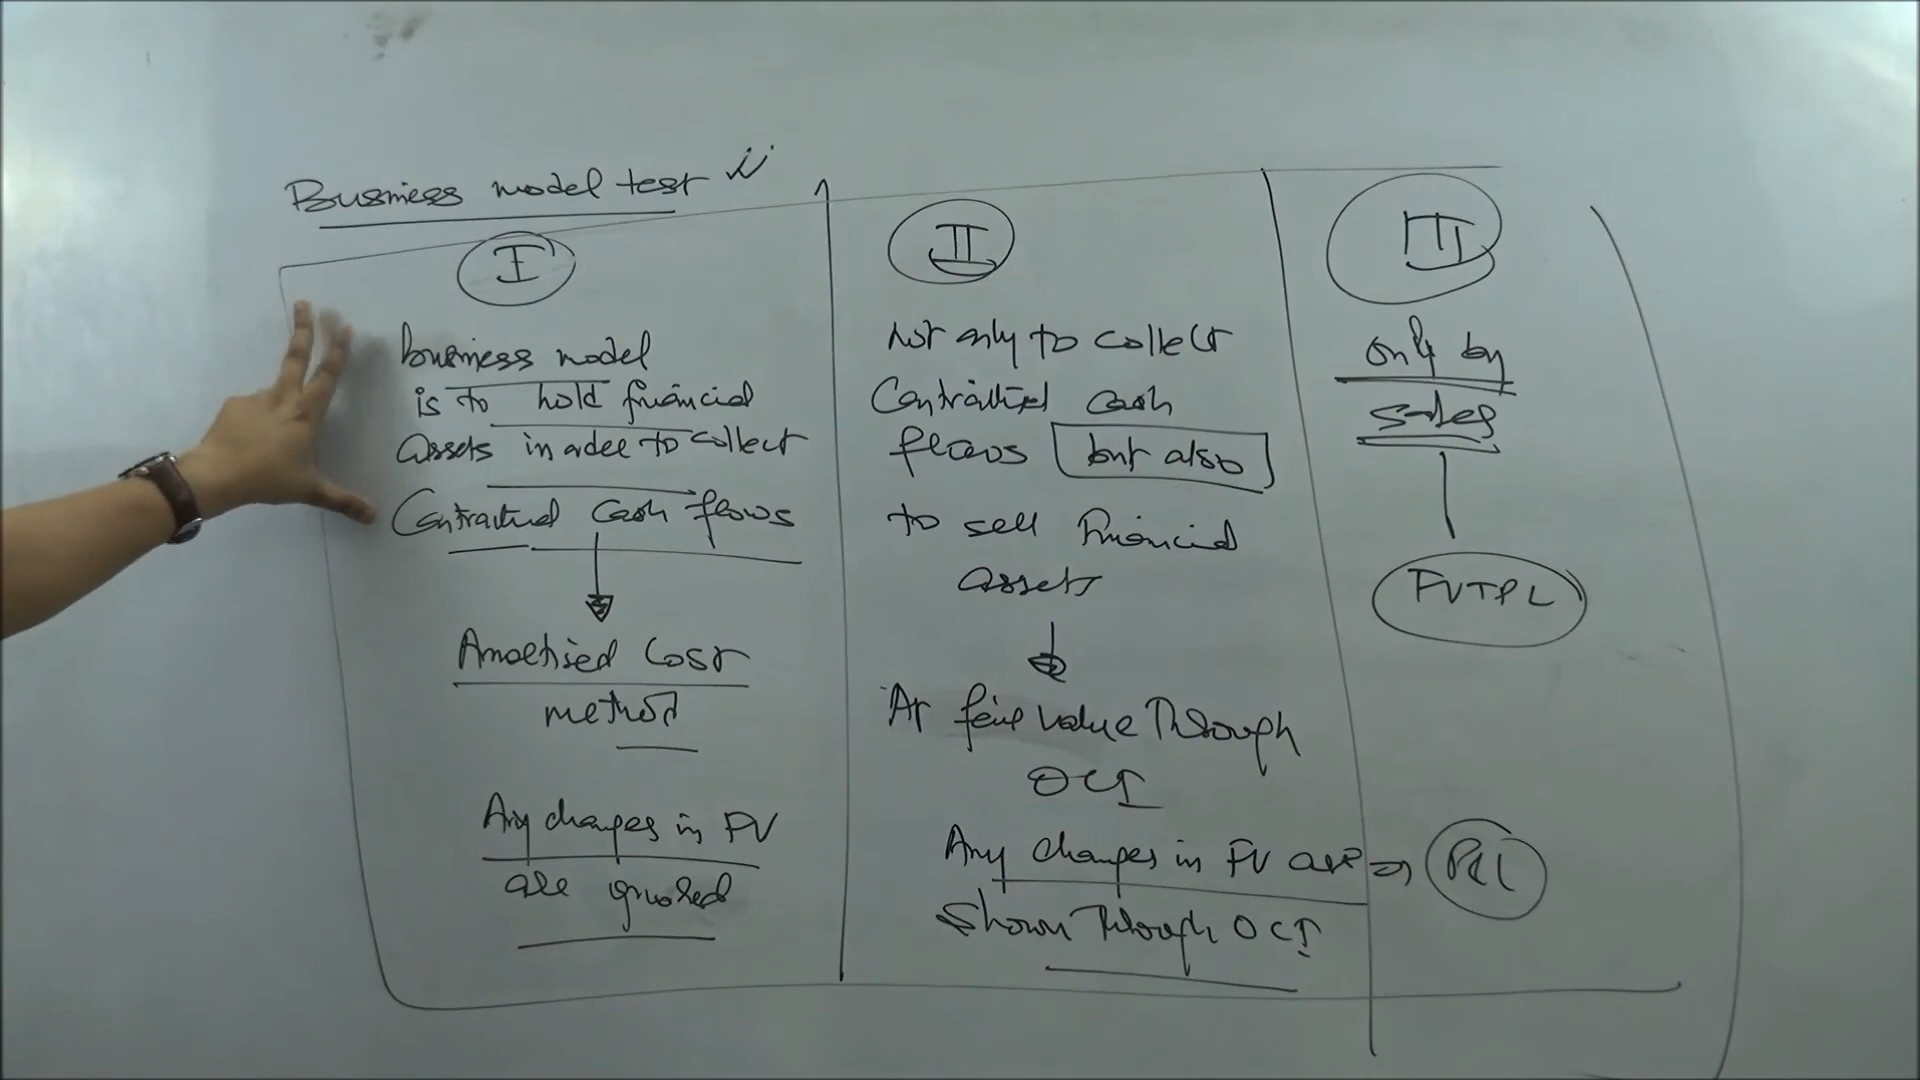 Business model test
I
business model
is to hold financial
assets in order to collect
Contractual Cash flows
Amortised Cost
method
Any changes in FV
are ignored
II
Not only to collect
Contractual cash
flows but also
to sell Financial
assets
At fair value Through
OCI
Any changes in FV are
Shown Through OCI
III
only by
sales
FVTPL
P&L